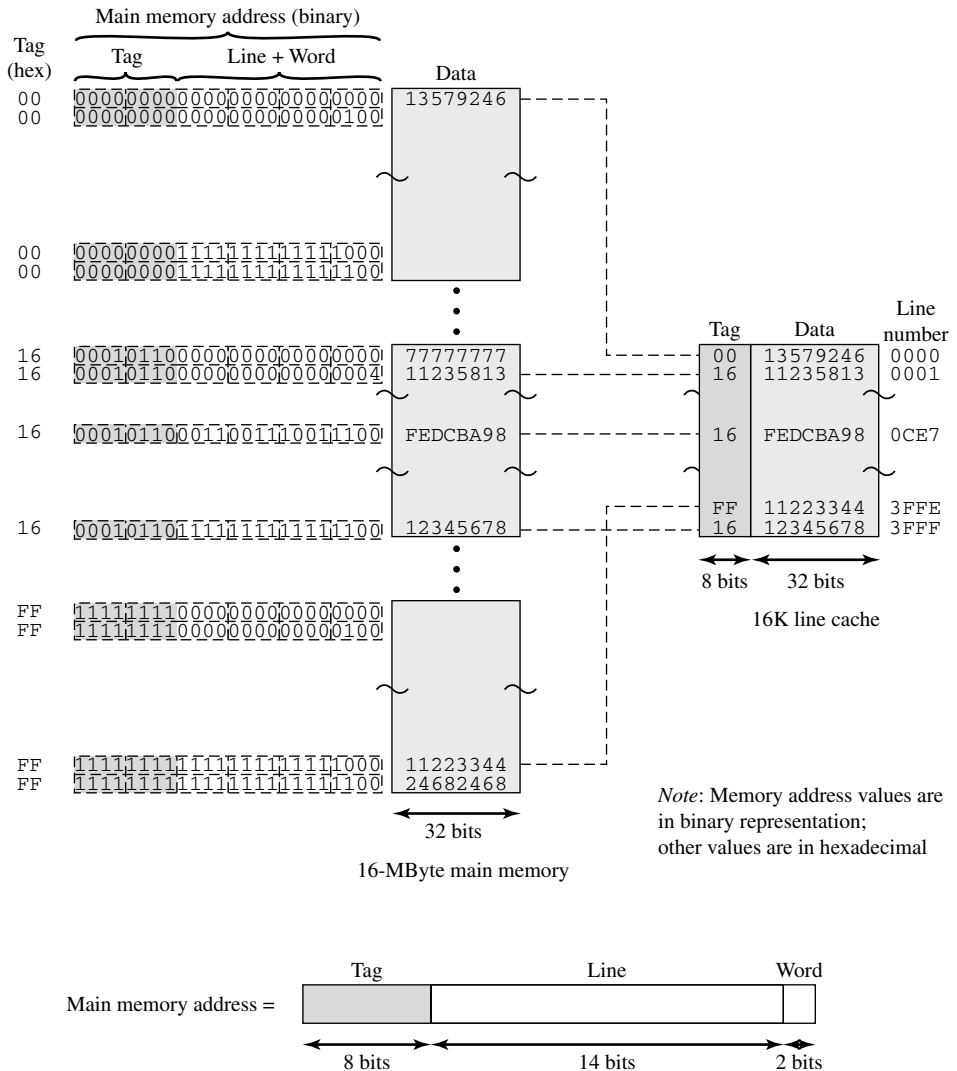 Main memory address (binary)
Tag
(hex)
Tag Line + Word
Data
00 000000000000000000000000 13579246
00 000000000000000000000100
00 000000001111111111111000
00 000000001111111111111100
16 000101100000000000000000 77777777
16 000101100000000000000004 11235813
16 000101100011001110011100 FEDCBA98
16 000101101111111111111100 12345678
FF 111111110000000000000000
FF 111111110000000000000100
FF 111111111111111111111000 11223344
FF 111111111111111111111100 24682468
32 bits
16-MByte main memory
Tag Data Line
number
00 13579246 0000
16 11235813 0001
16 FEDCBA98 0CE7
FF 11223344 3FFE
16 12345678 3FFF
8 bits 32 bits
16K line cache
Note: Memory address values are
in binary representation;
other values are in hexadecimal
Tag Line Word
Main memory address =
8 bits 14 bits 2 bits